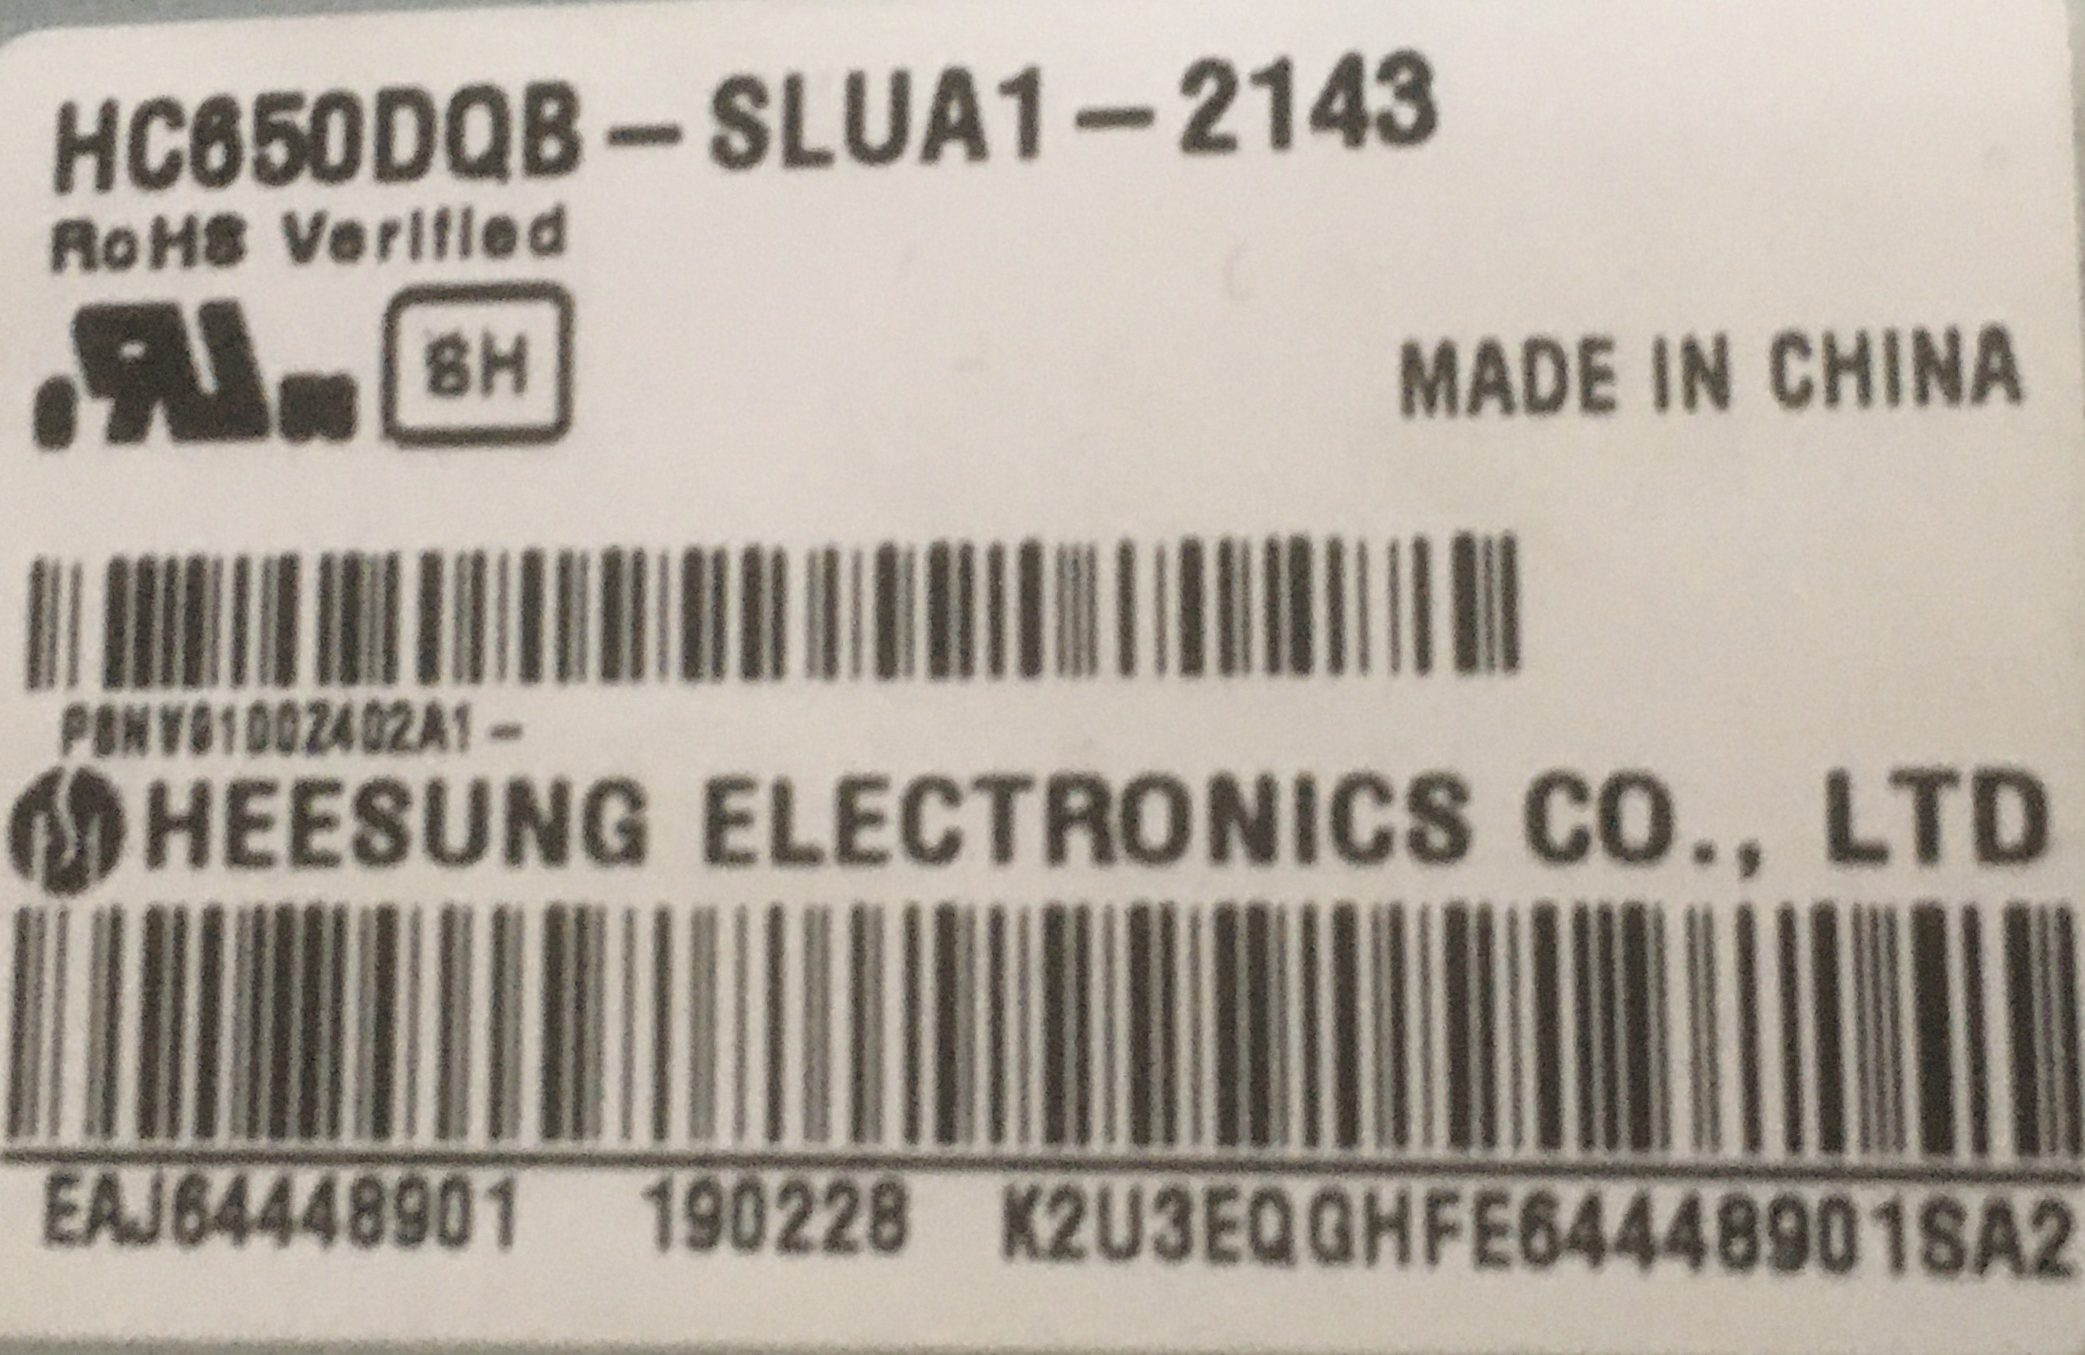 HC650DQB-SLUA1-2143
RoHS Verified
SH
MADE IN CHINA
HEESUNG ELECTRONICS CO., LTD
EAJ64448901 190228 K2U3EQGHFE64448901SA2